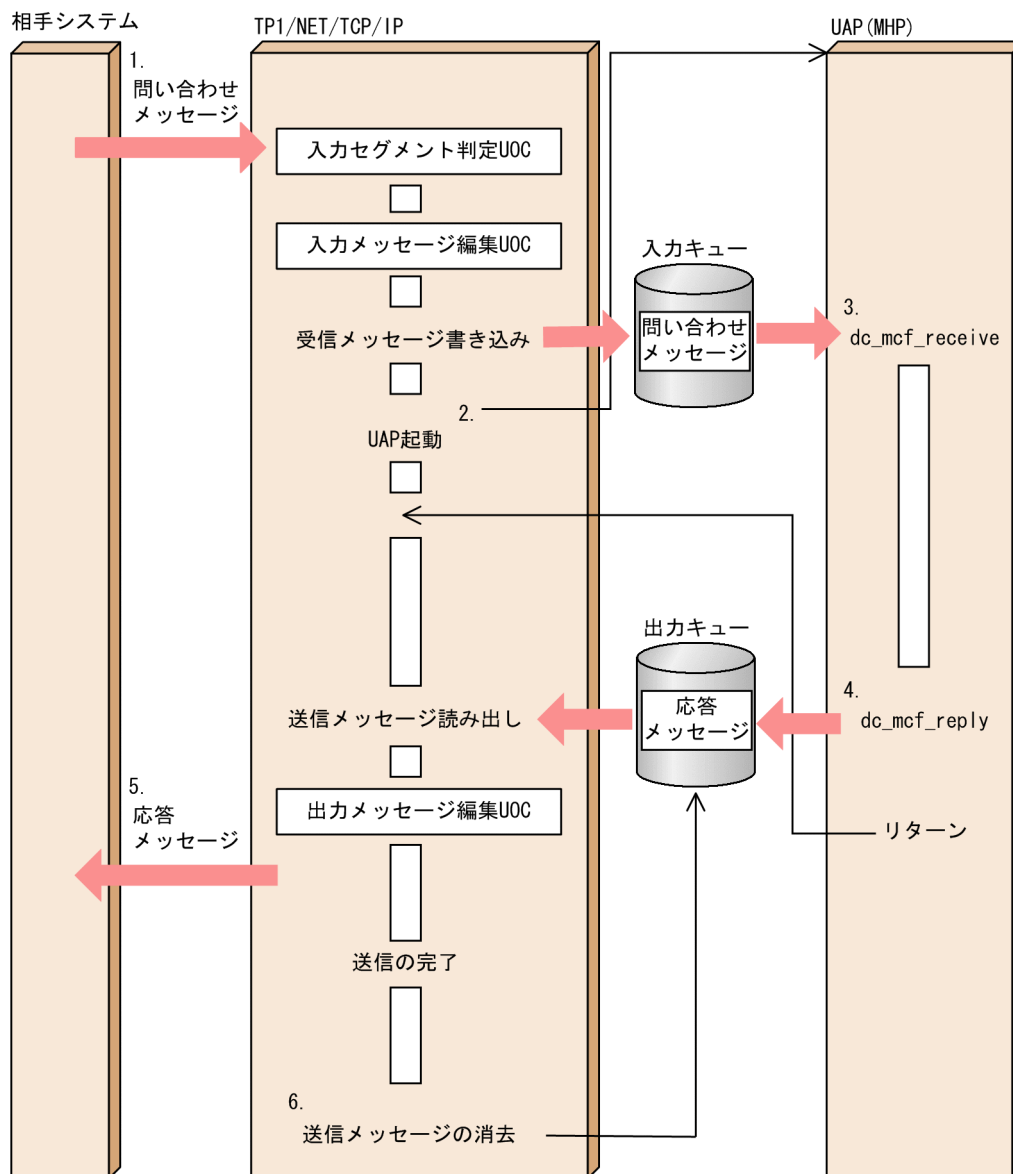 相手システム
TP1/NET/TCP/IP
UAP(MHP)
1.
問い合わせ
メッセージ
入力セグメント判定UOC
入力メッセージ編集UOC
入力キュー
受信メッセージ書き込み
問い合わせ
メッセージ
3.
dc_mcf_receive
2.
UAP起動
出力キュー
送信メッセージ読み出し
応答
メッセージ
4.
dc_mcf_reply
5.
応答
メッセージ
出力メッセージ編集UOC
リターン
送信の完了
6.
送信メッセージの消去